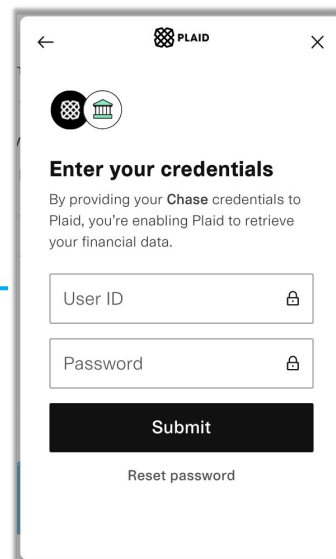 PLAID
Enter your credentials
By providing your Chase credentials to
Plaid, you're enabling Plaid to retrieve
your financial data.
User ID
Password
Submit
Reset password